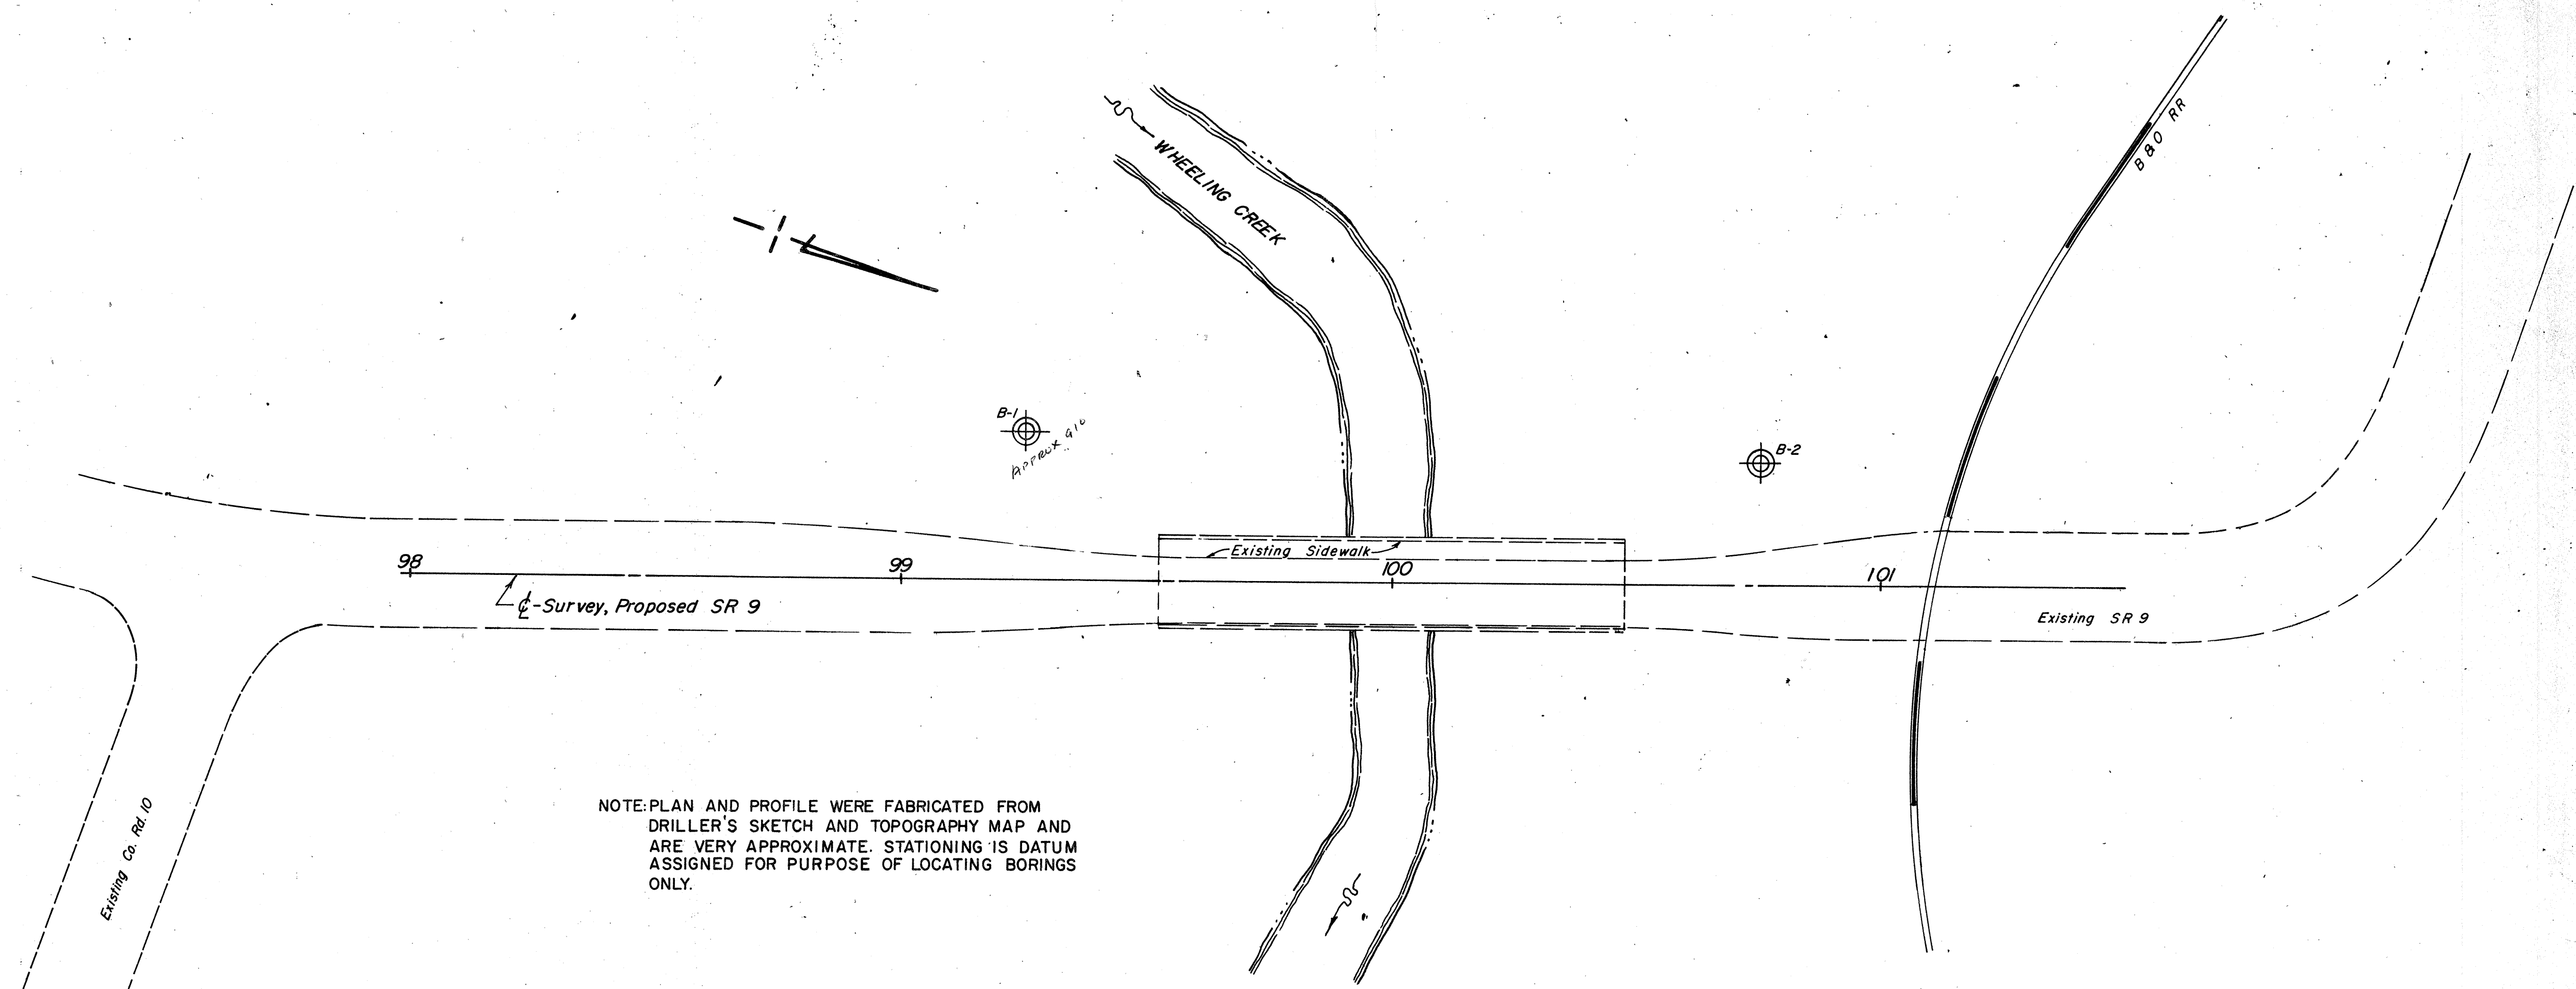 B & O RR
WHEELING CREEK
B-1
APPROX 910
B-2
Existing Sidewalk
98
99
100
101
℄-Survey, Proposed SR 9
Existing SR 9
Existing Co. Rd. 10
NOTE: PLAN AND PROFILE WERE FABRICATED FROM
DRILLER'S SKETCH AND TOPOGRAPHY MAP AND
ARE VERY APPROXIMATE. STATIONING IS DATUM
ASSIGNED FOR PURPOSE OF LOCATING BORINGS
ONLY.